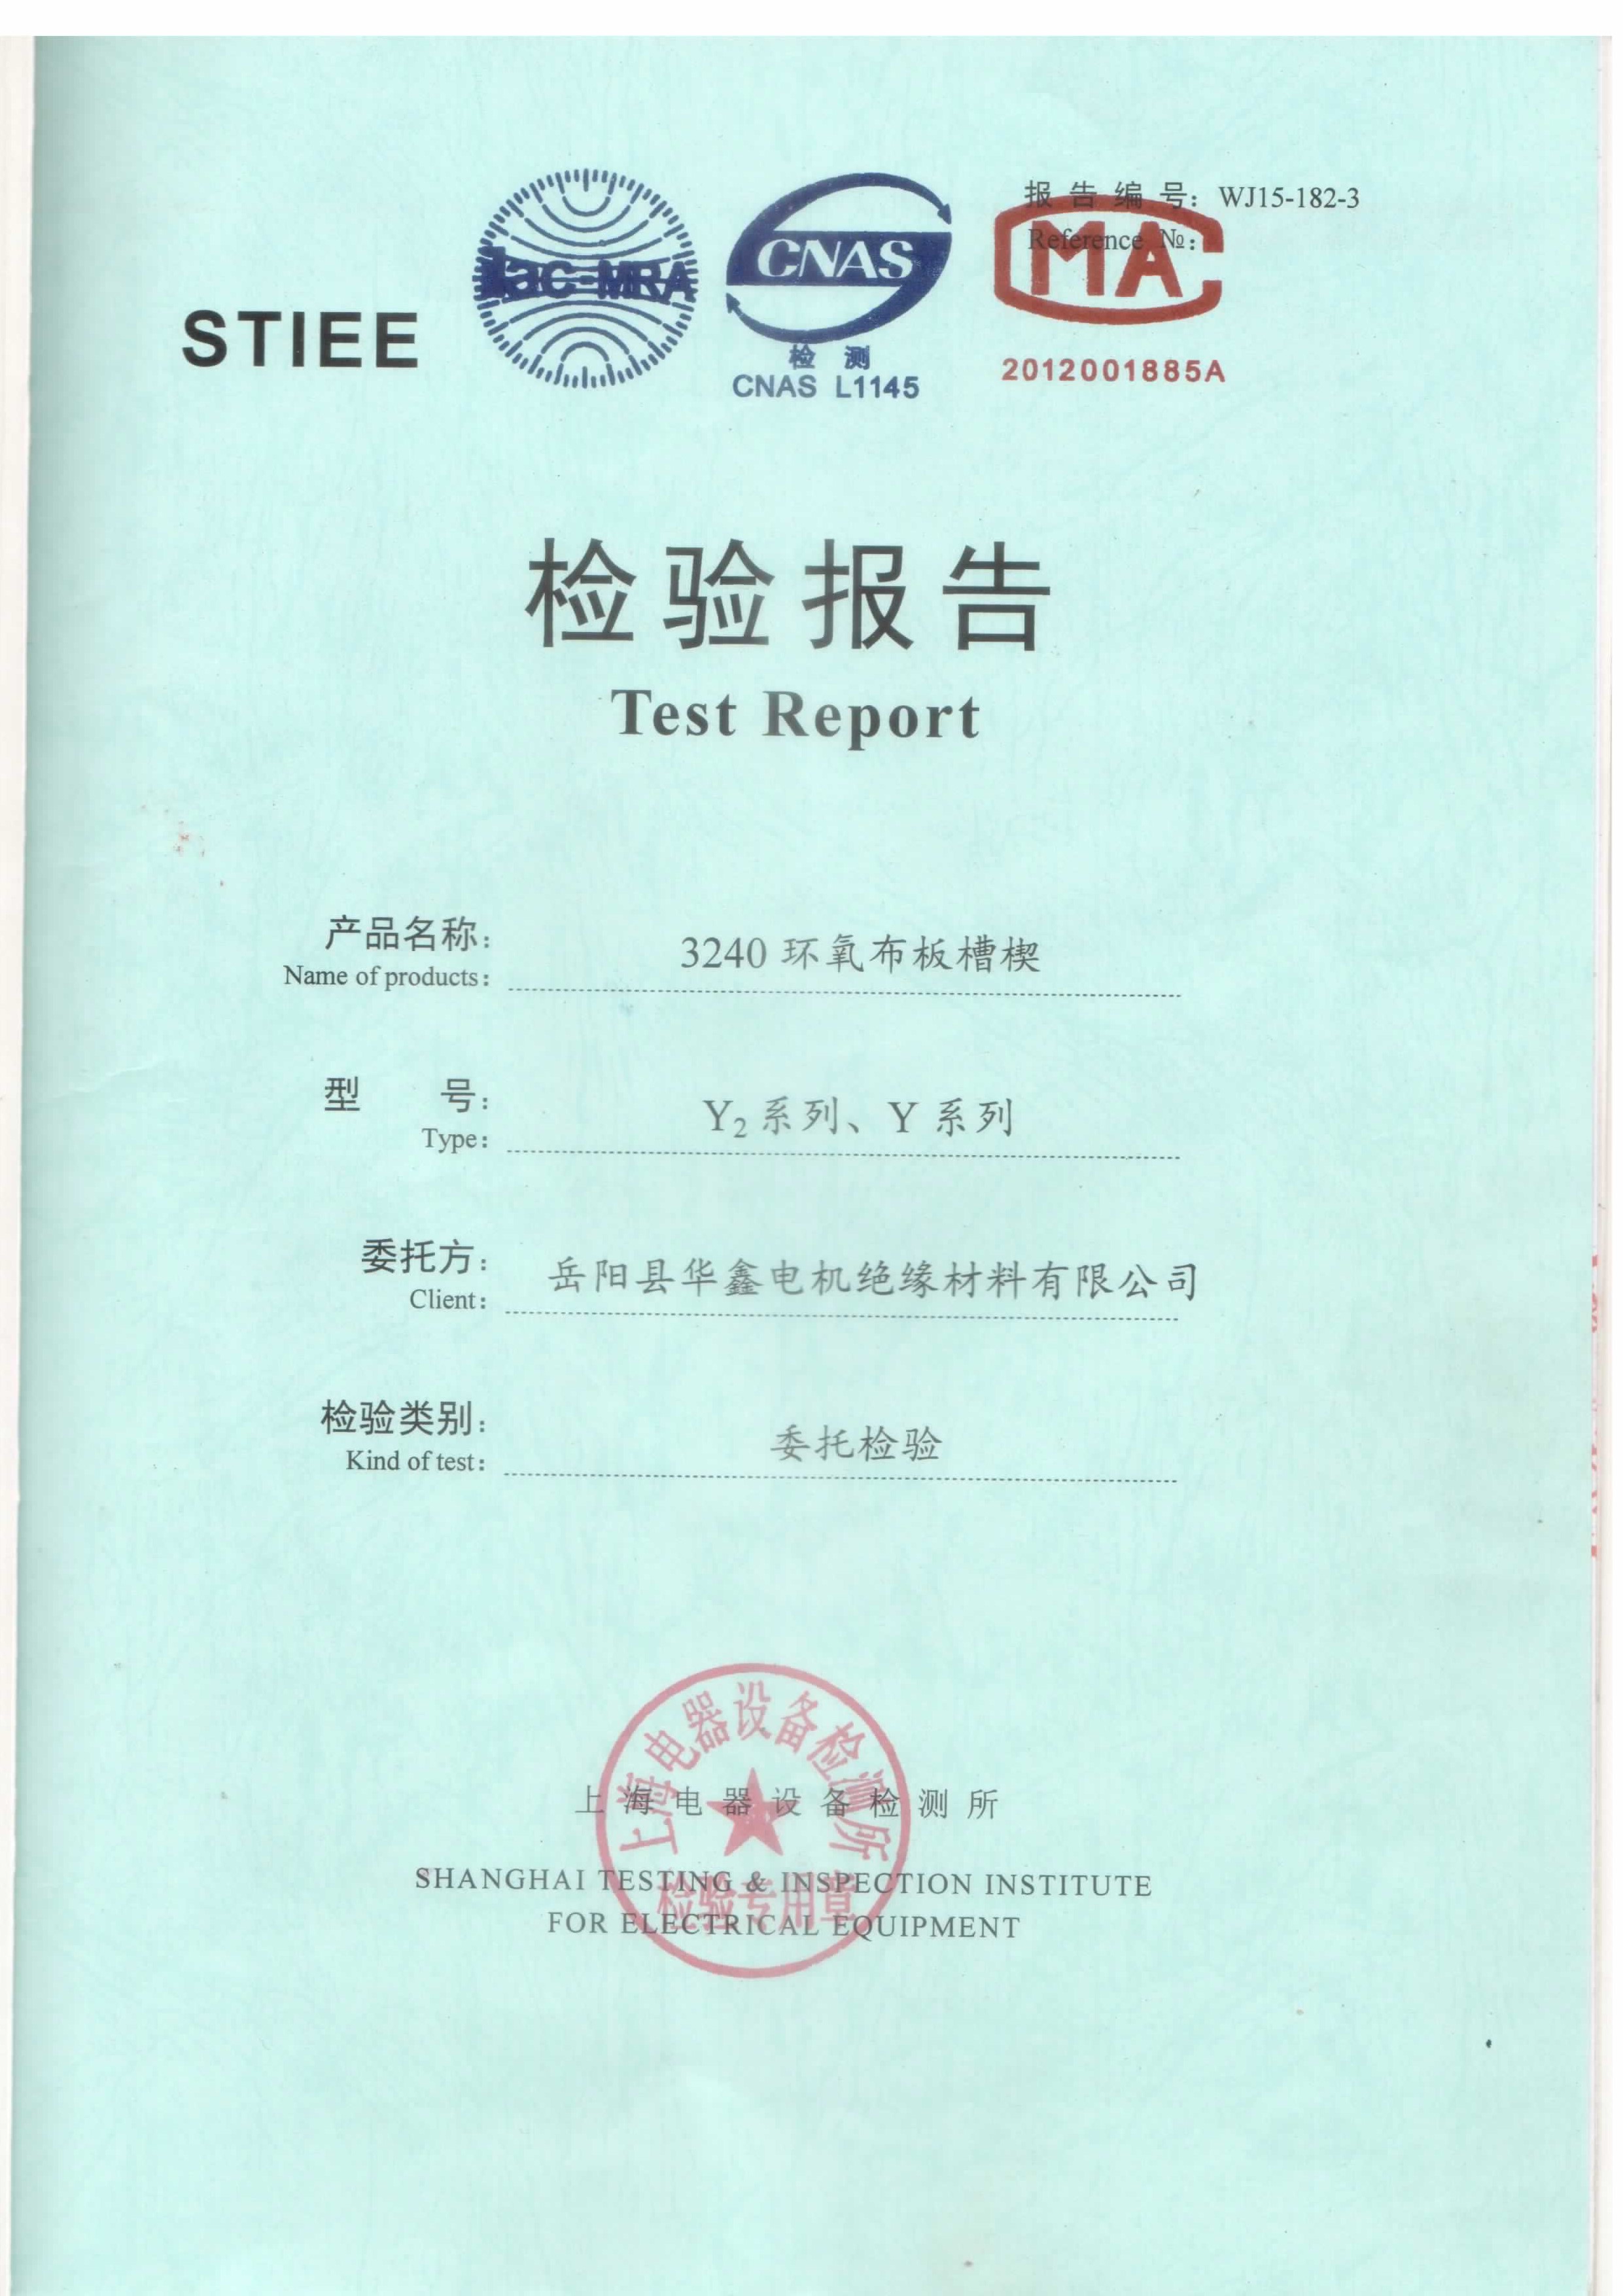 报告编号：WJ15-182-3
Reference №：
STIEE
ilac-MRA
CNAS
检 测
CNAS L1145
MA
2012001885A
检验报告
Test Report
产品名称：
3240 环氧布板槽楔
Name of products：
型 号：
Y₂ 系列、Y 系列
Type：
委托方：
岳阳县华鑫电机绝缘材料有限公司
Client：
检验类别：
委托检验
Kind of test：
上海电器设备检测所
上海电器设备检测所
SHANGHAI TESTING & INSPECTION INSTITUTE
检验专用章
FOR ELECTRICAL EQUIPMENT